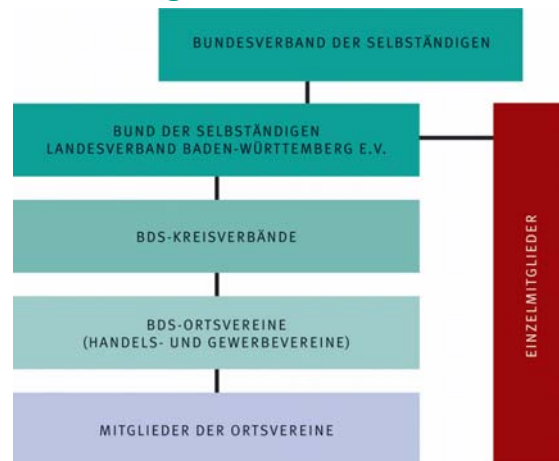 BUNDESVERBAND DER SELBSTÄNDIGEN
BUND DER SELBSTÄNDIGEN
LANDESVERBAND BADEN-WÜRTTEMBERG E.V.
BDS-KREISVERBÄNDE
BDS-ORTSVEREINE
(HANDELS- UND GEWERBEVEREINE)
MITGLIEDER DER ORTSVEREINE
EINZELMITGLIEDER